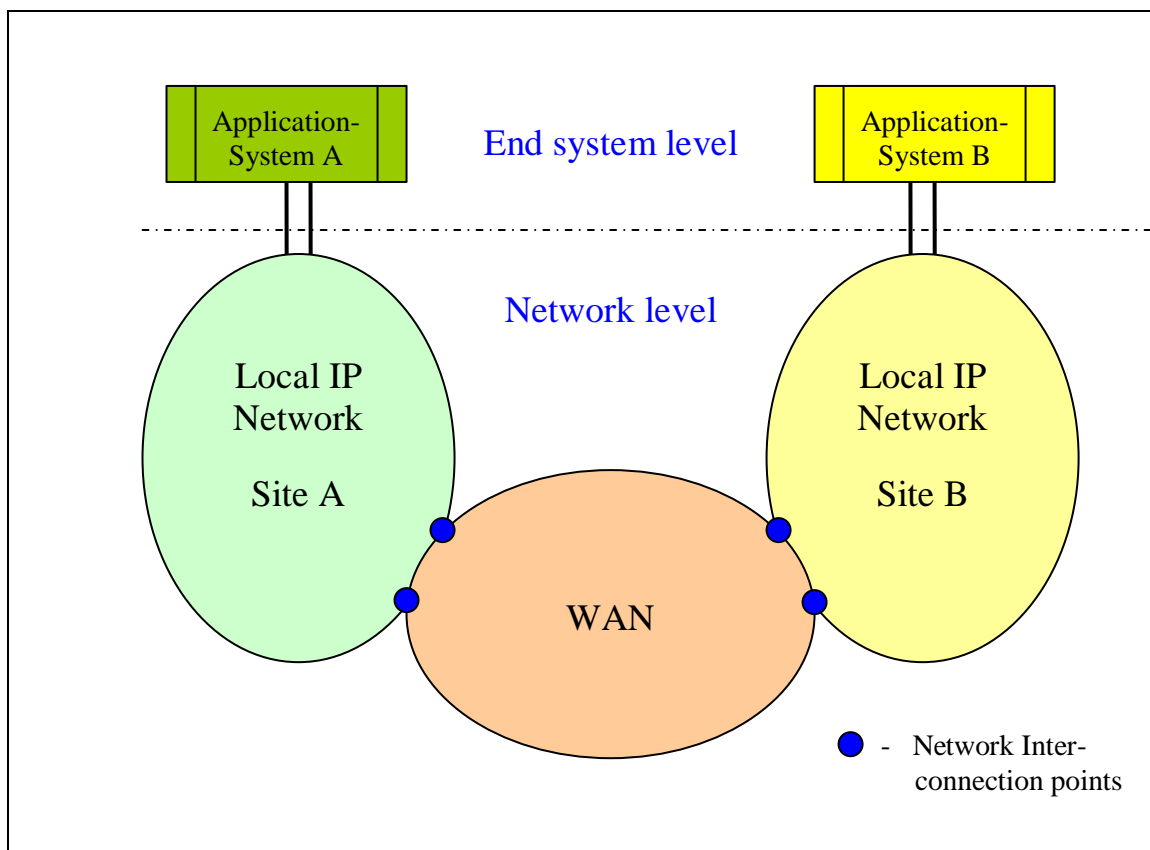 Application-
System A
End system level
Application-
System B
Network level
Local IP
Network
Site A
Local IP
Network
Site B
WAN
- Network Inter-
connection points